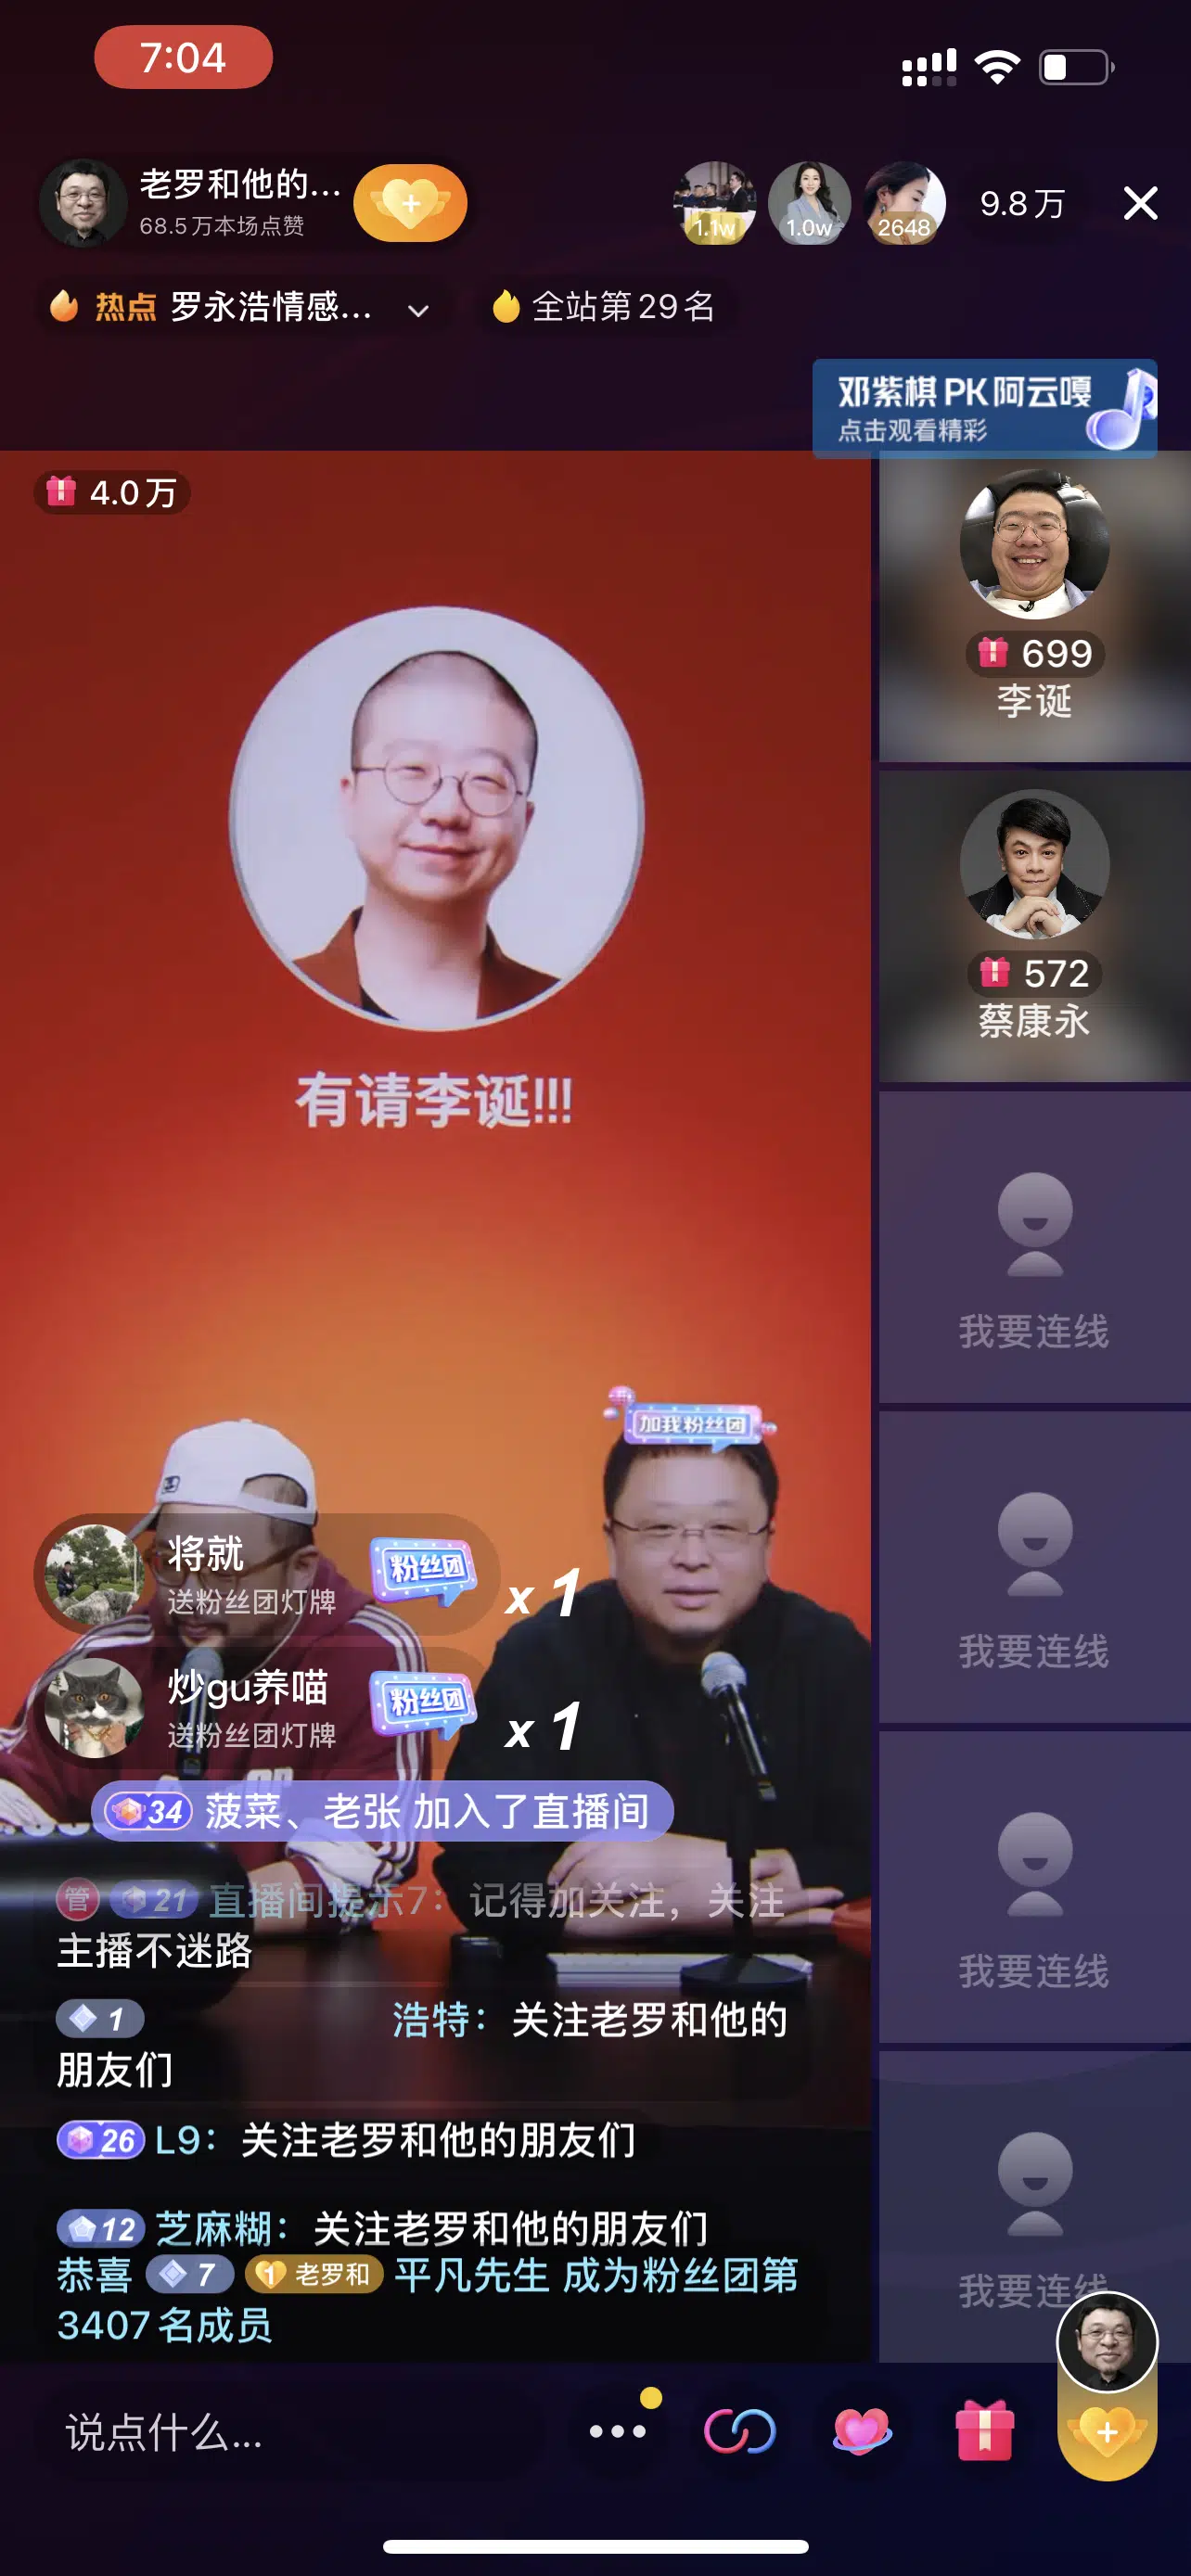 7:04
老罗和他的...
68.5万本场点赞
1.1w
1.0w
2648
9.8万
热点 罗永浩情感...
全站第29名
邓紫棋PK阿云嘎
点击观看精彩
4.0万
699
李诞
有请李诞!!!
572
蔡康永
我要连线
加我粉丝团
我要连线
将就
送粉丝团灯牌
粉丝团
x 1
炒gu养喵
送粉丝团灯牌
粉丝团
x 1
34 菠菜、老张 加入了直播间
管 21 直播间提示7：记得加关注，关注
主播不迷路
我要连线
1 浩特：关注老罗和他的
朋友们
26 L9：关注老罗和他的朋友们
12 芝麻糊：关注老罗和他的朋友们
恭喜 7 1 老罗和 平凡先生 成为粉丝团第
3407名成员
我要连线
说点什么...